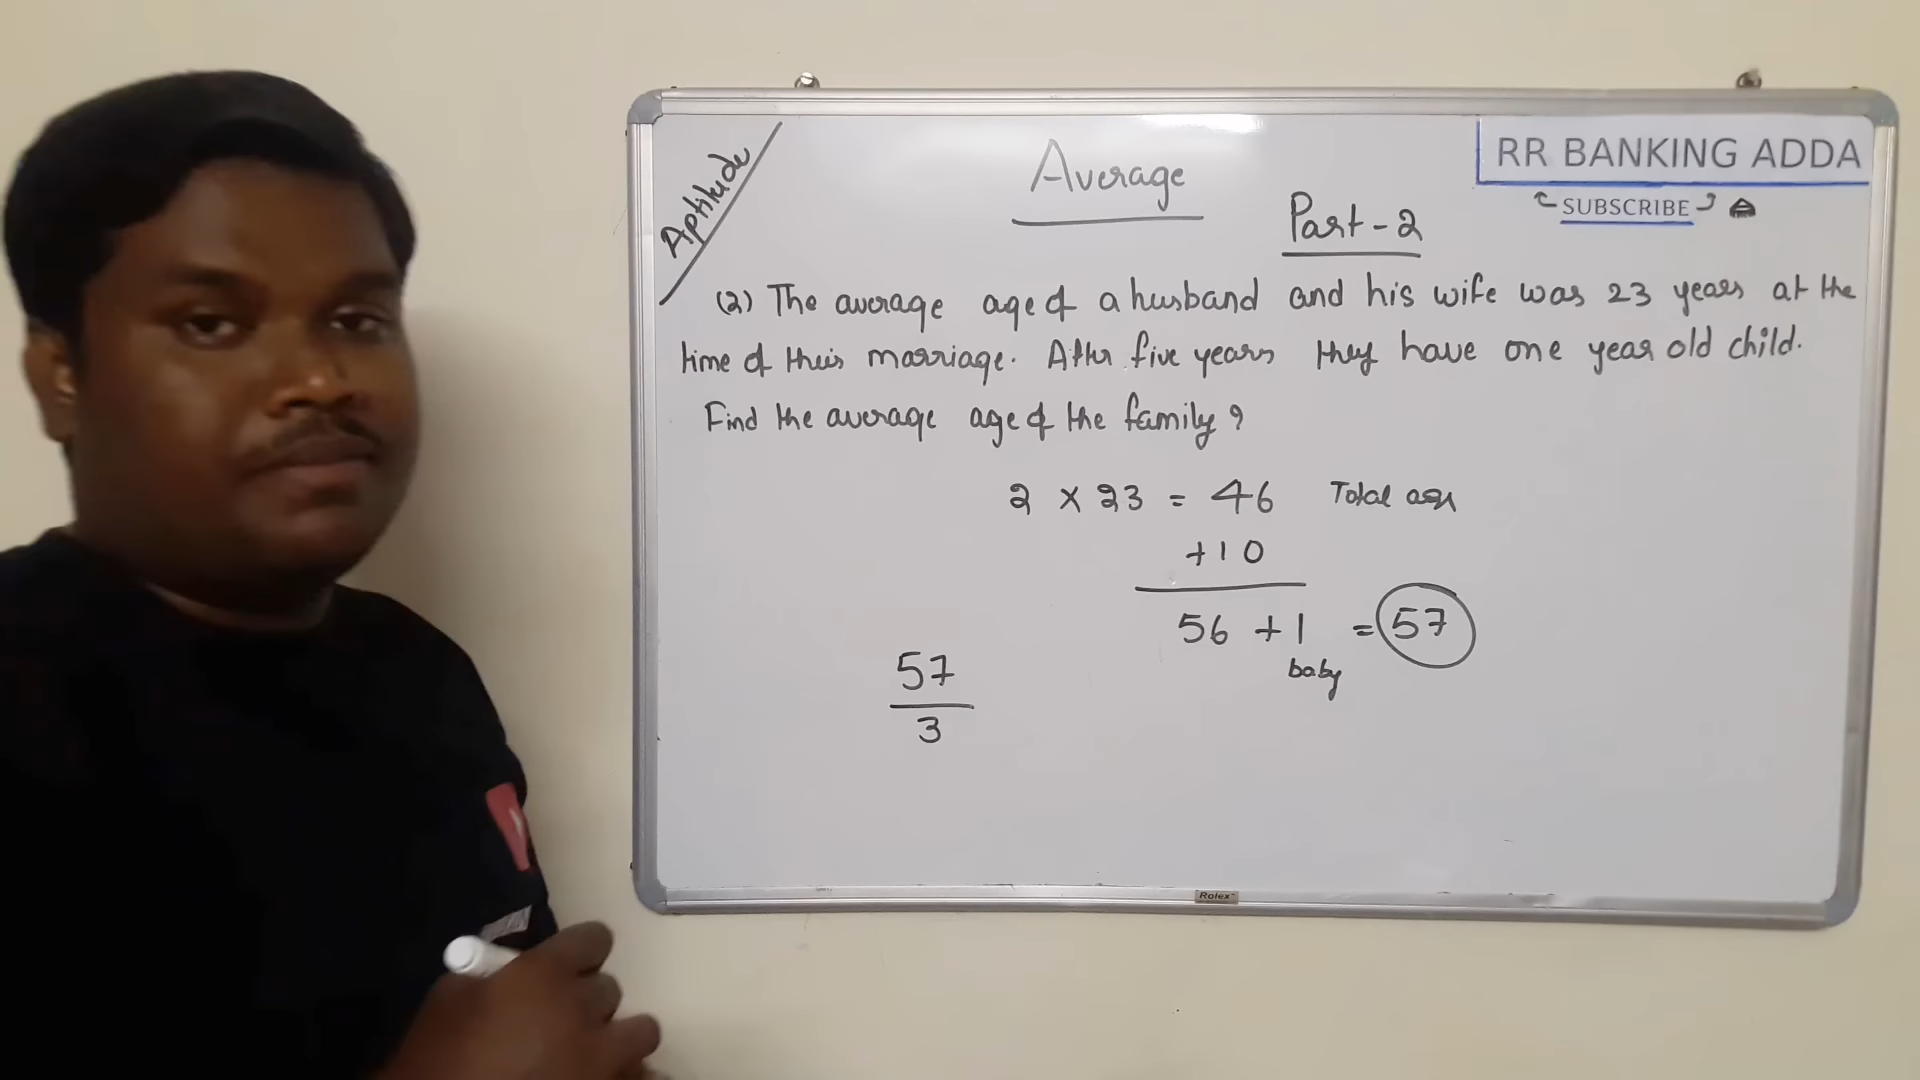 Aptitude
Average
Part-2
RR BANKING ADDA
SUBSCRIBE
(2) The average age of a husband and his wife was 23 years at the
time of their marriage. After five years they have one year old child.
Find the average age of the family?
2 × 23 = 46 Total
+10
56 +1 = 57
baby
57
3
Rolex